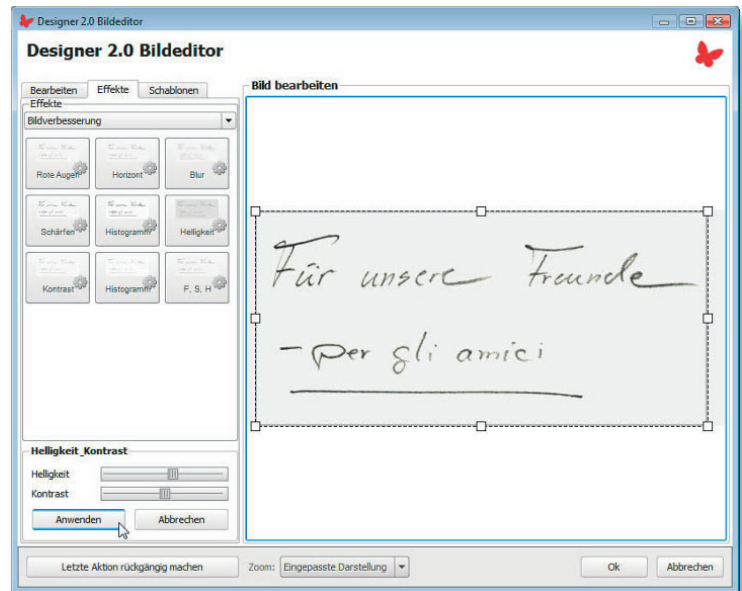 Designer 2.0 Bildeditor
Designer 2.0 Bildeditor
Bearbeiten Effekte Schablonen
Effekte
Bildverbesserung
Rote Augen Horizont Blur
Schärfen Histogramm Helligkeit
Kontrast Histogramm F. S. H
Helligkeit_Kontrast
Helligkeit
Kontrast
Anwenden Abbrechen
Bild bearbeiten
Für unsere Freunde
- per gli amici
Letzte Aktion rückgängig machen Zoom: Eingepasste Darstellung Ok Abbrechen